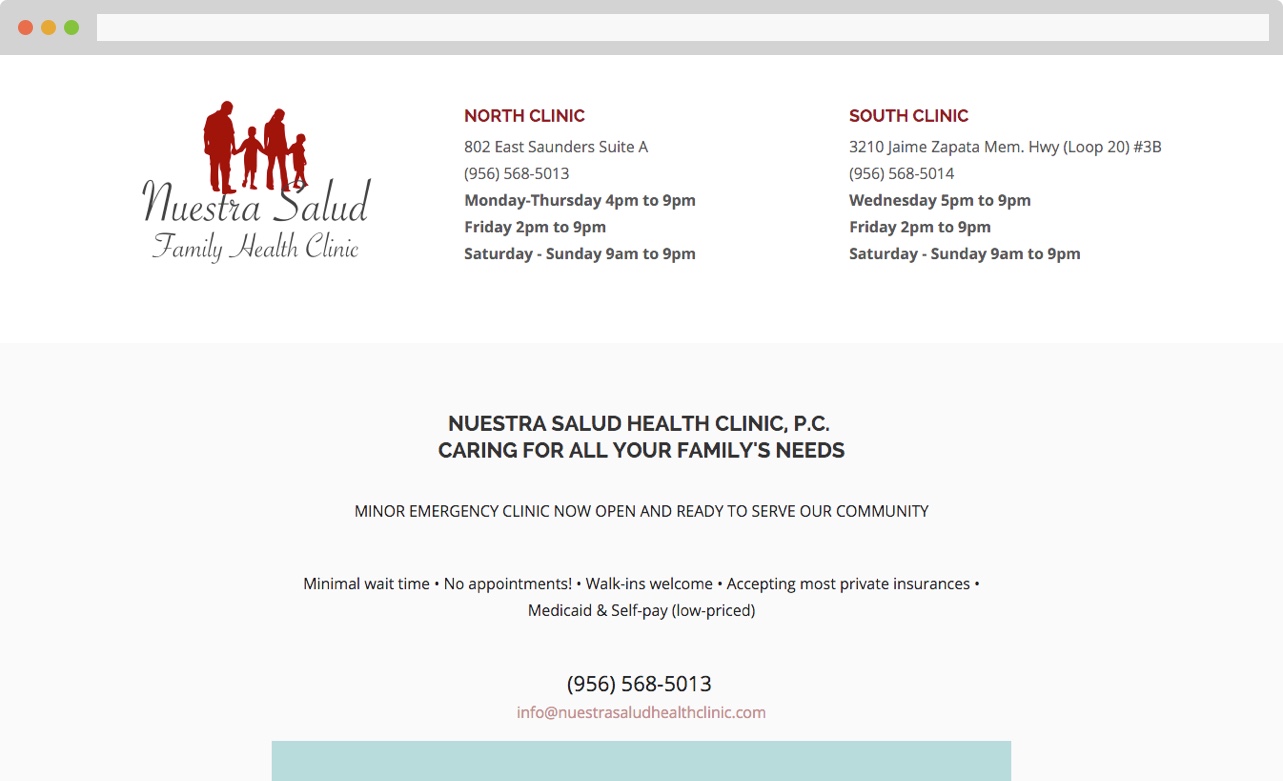 Nuestra Salud
Family Health Clinic
NORTH CLINIC
802 East Saunders Suite A
(956) 568-5013
Monday-Thursday 4pm to 9pm
Friday 2pm to 9pm
Saturday - Sunday 9am to 9pm
SOUTH CLINIC
3210 Jaime Zapata Mem. Hwy (Loop 20) #3B
(956) 568-5014
Wednesday 5pm to 9pm
Friday 2pm to 9pm
Saturday - Sunday 9am to 9pm
NUESTRA SALUD HEALTH CLINIC, P.C.
CARING FOR ALL YOUR FAMILY'S NEEDS
MINOR EMERGENCY CLINIC NOW OPEN AND READY TO SERVE OUR COMMUNITY
Minimal wait time • No appointments! • Walk-ins welcome • Accepting most private insurances •
Medicaid & Self-pay (low-priced)
(956) 568-5013
info@nuestrasaludhealthclinic.com